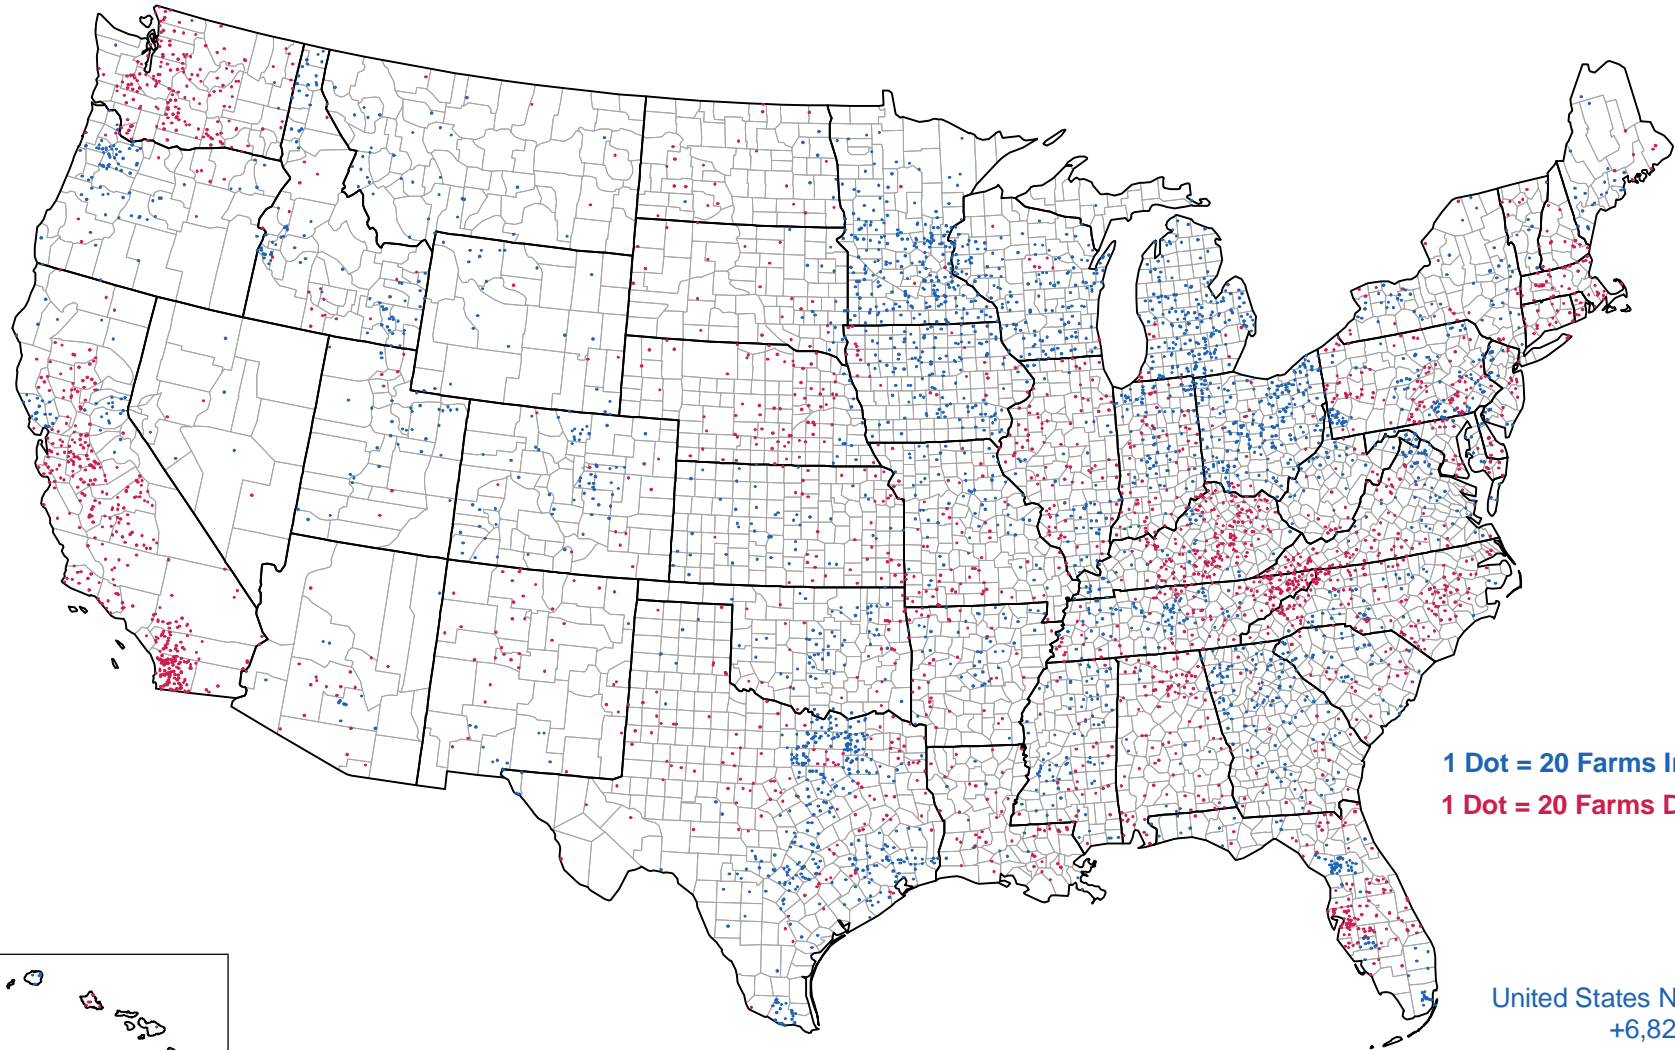 1 Dot = 20 Farms
1 Dot = 20 Farms
United States
+6,82